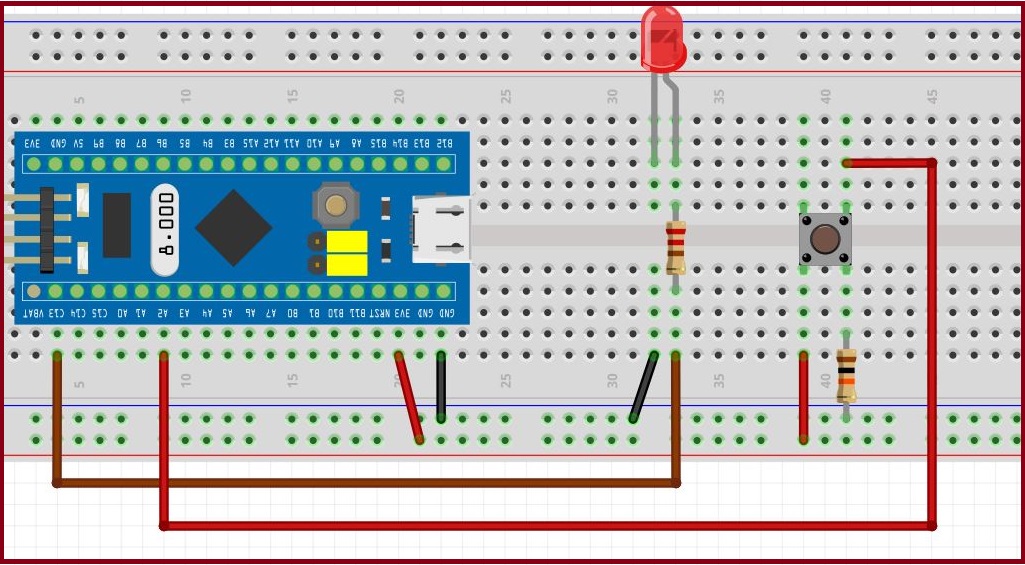 5 10 15 20 25 30 35 40 45
3V3 GND 5V B9 B8 B7 B6 B5 B4 B3 A15 A12 A11 A10 A9 A8 B15 B14 B13 B12
8.000
VBAT C13 C14 C15 A0 A1 A2 A3 A4 A5 A6 A7 B0 B1 B10 B11 NRST 3V3 GND GND
5 10 15 20 25 30 35 40